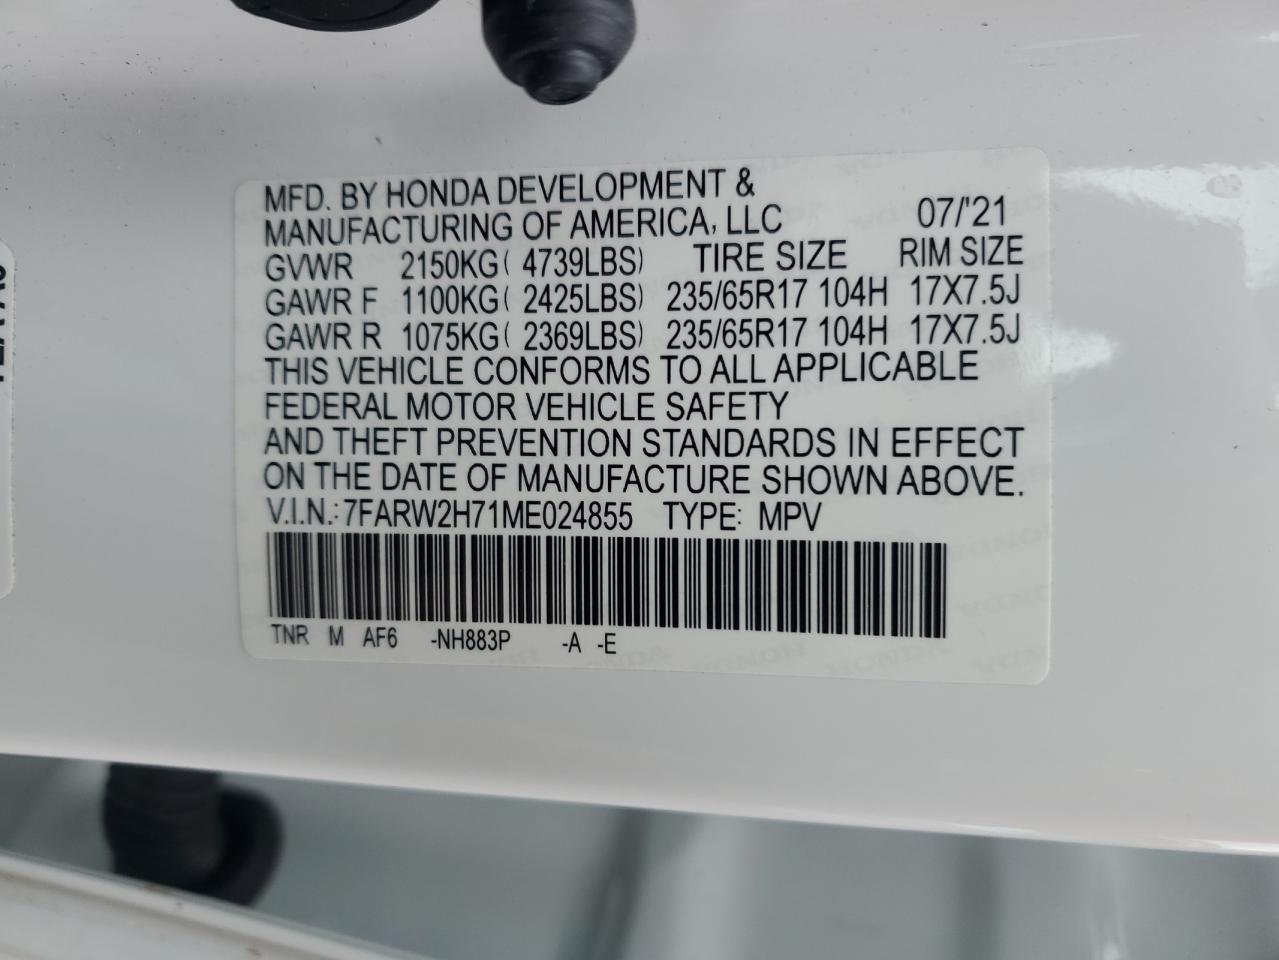 MFD. BY HONDA DEVELOPMENT &
MANUFACTURING OF AMERICA, LLC 07/'21
GVWR 2150KG( 4739LBS) TIRE SIZE RIM SIZE
GAWR F 1100KG( 2425LBS) 235/65R17 104H 17X7.5J
GAWR R 1075KG( 2369LBS) 235/65R17 104H 17X7.5J
THIS VEHICLE CONFORMS TO ALL APPLICABLE
FEDERAL MOTOR VEHICLE SAFETY
AND THEFT PREVENTION STANDARDS IN EFFECT
ON THE DATE OF MANUFACTURE SHOWN ABOVE.
V.I.N.: 7FARW2H71ME024855 TYPE: MPV
TNR M AF6 -NH883P -A -E